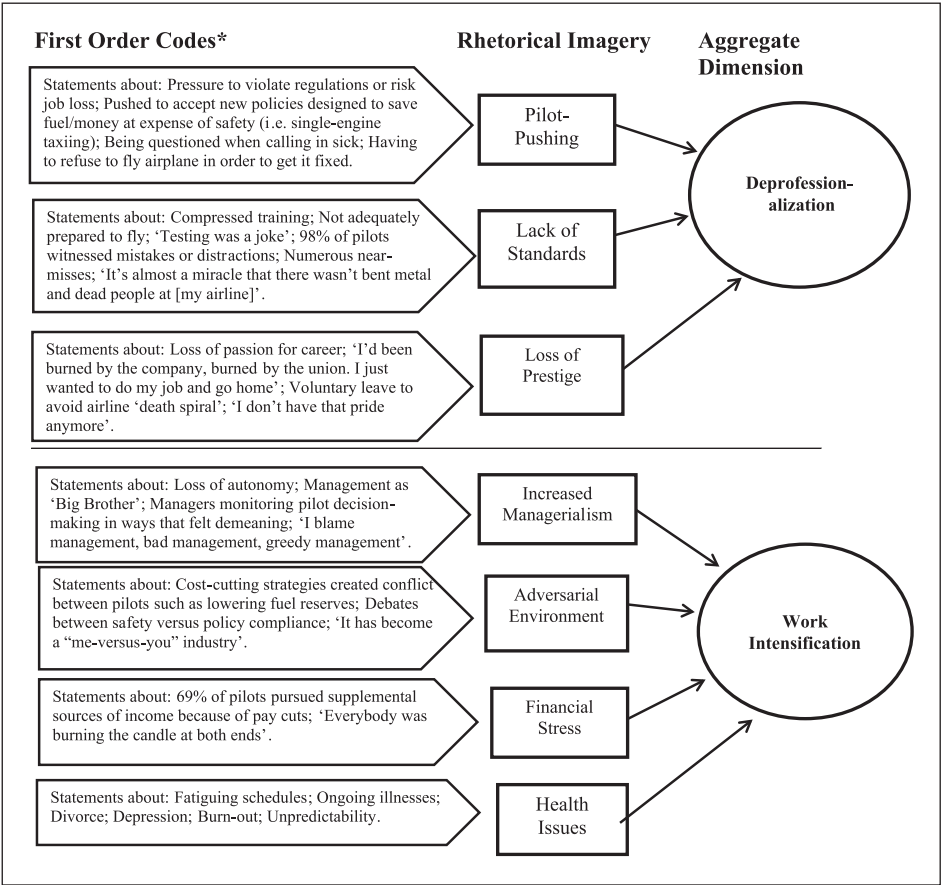 First Order Codes*
Rhetorical Imagery
Aggregate
Dimension
Statements about: Pressure to violate regulations or risk
job loss; Pushed to accept new policies designed to save
fuel/money at expense of safety (i.e. single-engine
taxiing); Being questioned when calling in sick; Having
to refuse to fly airplane in order to get it fixed.
Pilot-
Pushing
Statements about: Compressed training; Not adequately
prepared to fly; ‘Testing was a joke’; 98% of pilots
witnessed mistakes or distractions; Numerous near-
misses; ‘It’s almost a miracle that there wasn’t bent metal
and dead people at [my airline]’.
Lack of
Standards
Statements about: Loss of passion for career; ‘I’d been
burned by the company, burned by the union. I just
wanted to do my job and go home’; Voluntary leave to
avoid airline ‘death spiral’; ‘I don’t have that pride
anymore’.
Loss of
Prestige
Deprofession-
alization
Statements about: Loss of autonomy; Management as
‘Big Brother’; Managers monitoring pilot decision-
making in ways that felt demeaning; ‘I blame
management, bad management, greedy management’.
Increased
Managerialism
Statements about: Cost-cutting strategies created conflict
between pilots such as lowering fuel reserves; Debates
between safety versus policy compliance; ‘It has become
a “me-versus-you” industry’.
Adversarial
Environment
Statements about: 69% of pilots pursued supplemental
sources of income because of pay cuts; ‘Everybody was
burning the candle at both ends’.
Financial
Stress
Statements about: Fatiguing schedules; Ongoing illnesses;
Divorce; Depression; Burn-out; Unpredictability.
Health
Issues
Work
Intensification